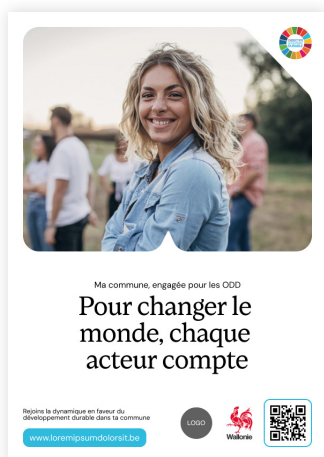 Ma commune, engagée pour les ODD
Pour changer le
monde, chaque
acteur compte
Rejoins la dynamique en faveur du
développement durable dans ta commune
www.loremipsumdolorsit.be
LOGO
Wallonie